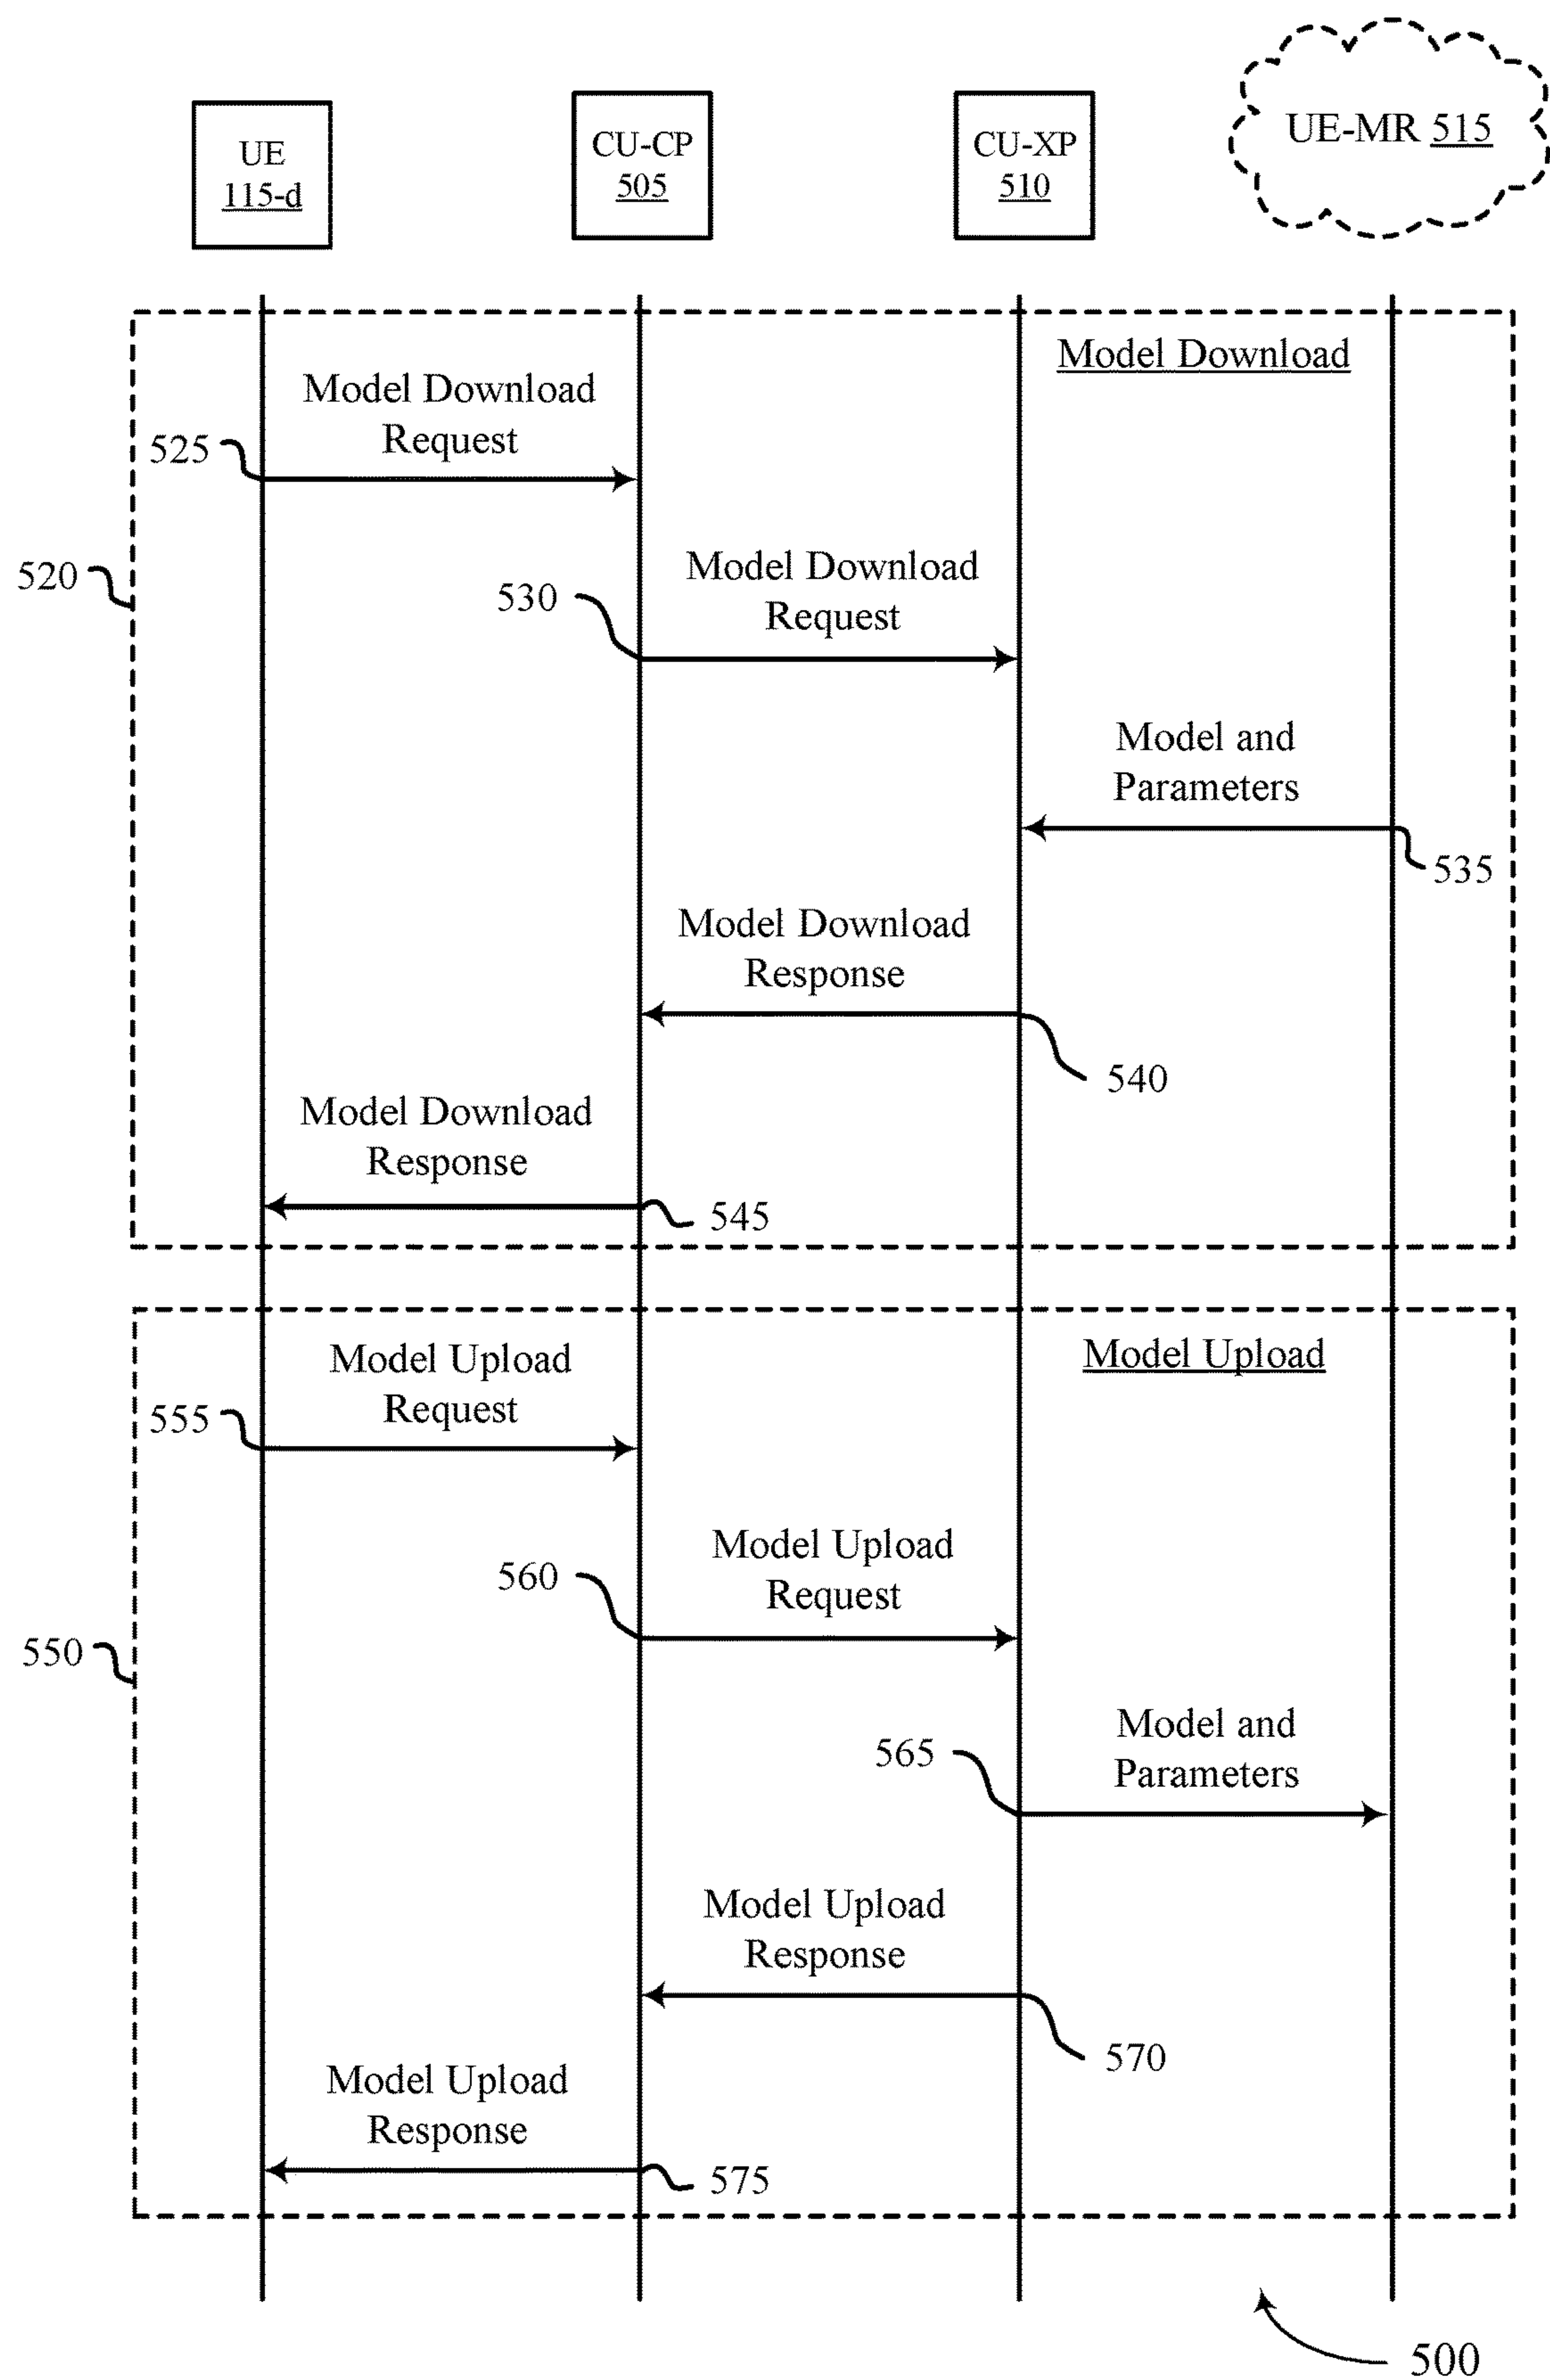 UE
115-d
CU-CP
505
CU-XP
510
UE-MR 515
Model Download
Model Download
Request
525
520
Model Download
Request
530
Model and
Parameters
535
Model Download
Response
540
Model Download
Response
545
Model Upload
Model Upload
Request
555
Model Upload
Request
560
550
Model and
Parameters
565
Model Upload
Response
570
Model Upload
Response
575
500